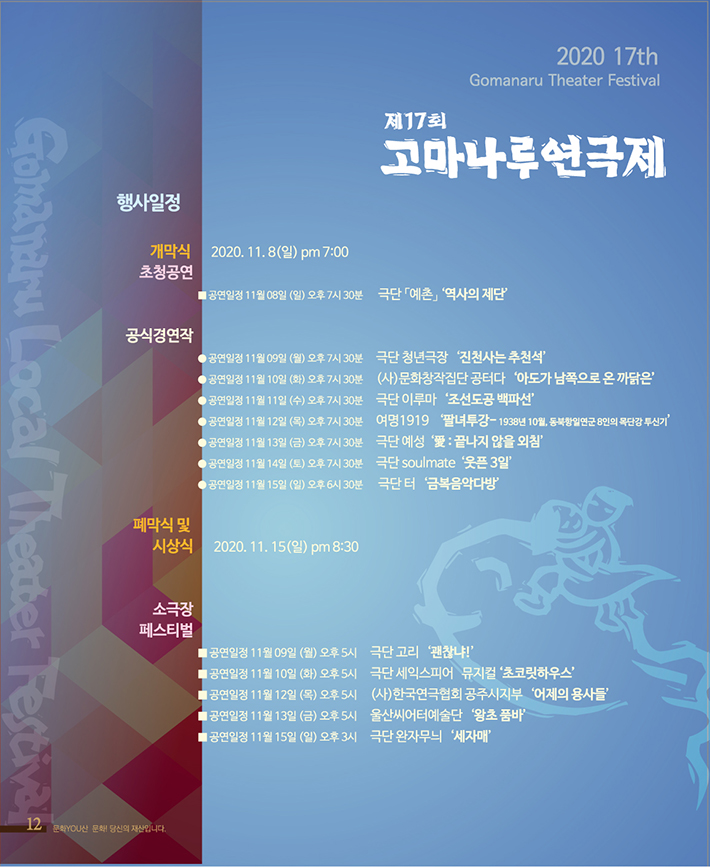 2020 17th
Gomanaru Theater Festival
제17회
고마나루연극제
Gomanaru Local Theater Festival
행사일정
개막식 2020. 11. 8(일) pm 7:00
초청공연
■ 공연일정 11월 08일 (일) 오후 7시 30분 극단 「예촌」 ‘역사의 제단’
공식경연작
● 공연일정 11월 09일 (월) 오후 7시 30분 극단 청년극장 ‘진천사는 추천석’
● 공연일정 11월 10일 (화) 오후 7시 30분 (사)문화창작집단 공터다 ‘아도가 남쪽으로 온 까닭은’
● 공연일정 11월 11일 (수) 오후 7시 30분 극단 이루마 ‘조선도공 백파선’
● 공연일정 11월 12일 (목) 오후 7시 30분 여명1919 ‘팔녀투강- 1938년 10월, 동북항일연군 8인의 목단강 투신기’
● 공연일정 11월 13일 (금) 오후 7시 30분 극단 예성 ‘愛 : 끝나지 않을 외침’
● 공연일정 11월 14일 (토) 오후 7시 30분 극단 soulmate ‘웃픈 3일’
● 공연일정 11월 15일 (일) 오후 6시 30분 극단 터 ‘금복음악다방’
폐막식 및
시상식 2020. 11. 15(일) pm 8:30
소극장
페스티벌
■ 공연일정 11월 09일 (월) 오후 5시 극단 고리 ‘괜찮냐!’
■ 공연일정 11월 10일 (화) 오후 5시 극단 세익스피어 뮤지컬 ‘초코릿하우스’
■ 공연일정 11월 12일 (목) 오후 5시 (사)한국연극협회 공주시지부 ‘어제의 용사들’
■ 공연일정 11월 13일 (금) 오후 5시 울산씨어터예술단 ‘왕초 품바’
■ 공연일정 11월 15일 (일) 오후 3시 극단 완자무늬 ‘세자매’
12 문화YOU산 문화! 당신의 재산입니다.